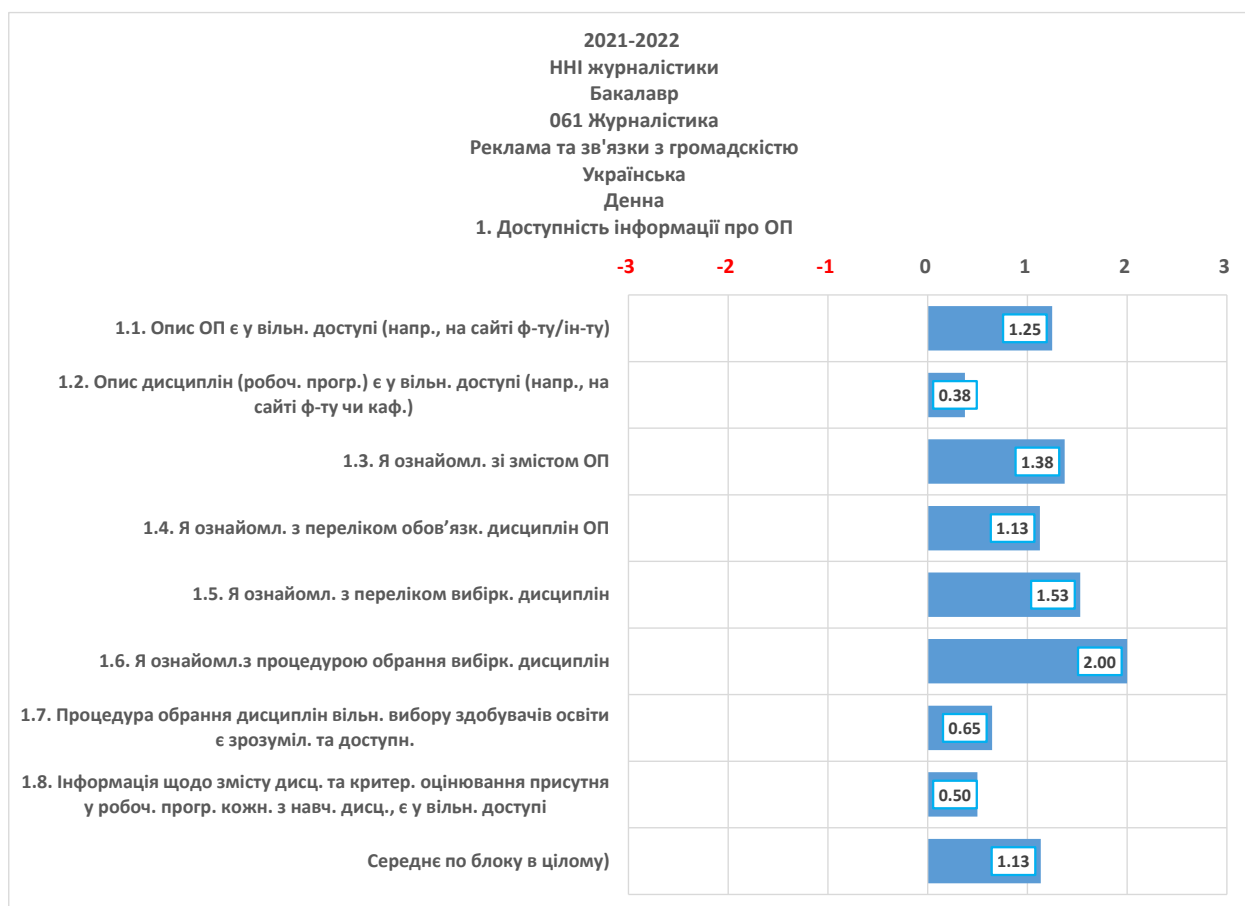 2021-2022
ННІ журналістики
Бакалавр
061 Журналістика
Реклама та зв'язки з громадскістю
Українська
Денна
1. Доступність інформації про ОП
-3 -2 -1 0 1 2 3
1.1. Опис ОП є у вільн. доступі (напр., на сайті ф-ту/ін-ту)
1.25
1.2. Опис дисциплін (робоч. прогр.) є у вільн. доступі (напр., на
сайті ф-ту чи каф.)
0.38
1.3. Я ознайомл. зі змістом ОП
1.38
1.4. Я ознайомл. з переліком обов’язк. дисциплін ОП
1.13
1.5. Я ознайомл. з переліком вибірк. дисциплін
1.53
1.6. Я ознайомл.з процедурою обрання вибірк. дисциплін
2.00
1.7. Процедура обрання дисциплін вільн. вибору здобувачів освіти
є зрозуміл. та доступн.
0.65
1.8. Інформація щодо змісту дисц. та критер. оцінювання присутня
у робоч. прогр. кожн. з навч. дисц., є у вільн. доступі
0.50
Середнє по блоку в цілому)
1.13